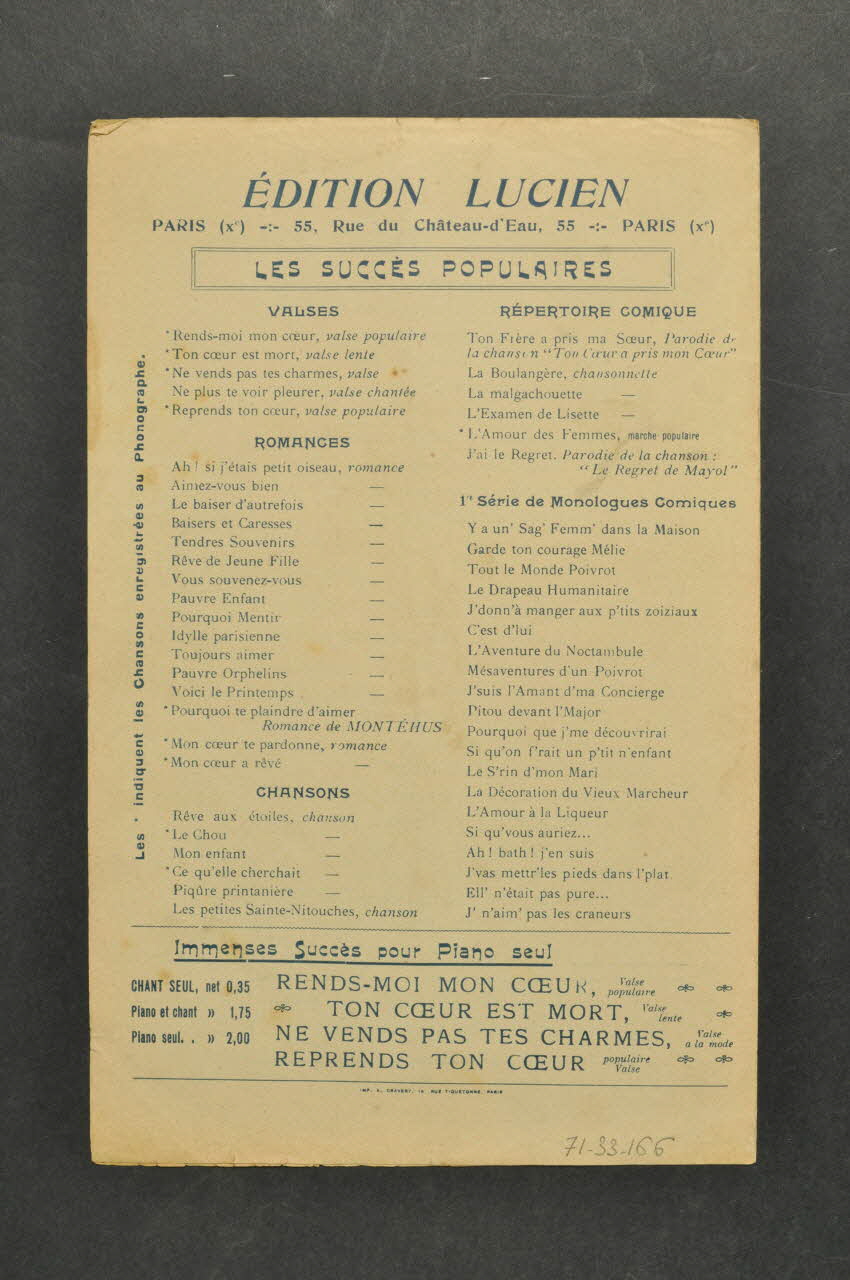 ÉDITION LUCIEN
PARIS (xe) -:- 55, Rue du Château-d'Eau, 55 -:- PARIS (xe)
LES SUCCÈS POPULAIRES
Les * indiquent les Chansons enregistrées au Phonographe.
VALSES
*Rends-moi mon cœur, valse populaire
*Ton cœur est mort, valse lente
*Ne vends pas tes charmes, valse
Ne plus te voir pleurer, valse chantée
*Reprends ton cœur, valse populaire
ROMANCES
Ah! si j'étais petit oiseau, romance
Aimez-vous bien —
Le baiser d'autrefois —
Baisers et Caresses —
Tendres Souvenirs —
Rêve de Jeune Fille —
Vous souvenez-vous —
Pauvre Enfant —
Pourquoi Mentir —
Idylle parisienne —
Toujours aimer —
Pauvre Orphelins —
Voici le Printemps —
*Pourquoi te plaindre d'aimer
Romance de MONTÉHUS
*Mon cœur te pardonne, romance
*Mon cœur a rêvé —
CHANSONS
Rêve aux étoiles, chanson
*Le Chou —
Mon enfant —
*Ce qu'elle cherchait —
Piqûre printanière —
Les petites Sainte-Nitouches, chanson
RÉPERTOIRE COMIQUE
Ton Frère a pris ma Sœur, Parodie de
la chanson "Ton Cœur a pris mon Cœur"
La Boulangère, chansonnette
La malgachouette —
L'Examen de Lisette —
*L'Amour des Femmes, marche populaire
J'ai le Regret. Parodie de la chanson :
"Le Regret de Mayol"
1re Série de Monologues Comiques
Y a un' Sag' Femm' dans la Maison
Garde ton courage Mélie
Tout le Monde Poivrot
Le Drapeau Humanitaire
J'donn'à manger aux p'tits zoiziaux
C'est d'lui
L'Aventure du Noctambule
Mésaventures d'un Poivrot
J'suis l'Amant d'ma Concierge
Pitou devant l'Major
Pourquoi que j'me découvrirai
Si qu'on f'rait un p'tit n'enfant
Le S'rin d'mon Mari
La Décoration du Vieux Marcheur
L'Amour à la Liqueur
Si qu'vous auriez...
Ah! bath! j'en suis
J'vas mettr'les pieds dans l'plat
Ell' n'était pas pure...
J' n'aim' pas les craneurs
Immenses Succès pour Piano seul
CHANT SEUL, net 0,35
Piano et chant » 1,75
Piano seul. . » 2,00
RENDS-MOI MON CŒUR, Valse populaire
TON CŒUR EST MORT, Valse lente
NE VENDS PAS TES CHARMES, Valse a la mode
REPRENDS TON CŒUR populaire Valse
IMP. A. CRAVERY, 14 RUE TIQUETONNE, PARIS
71-33-166